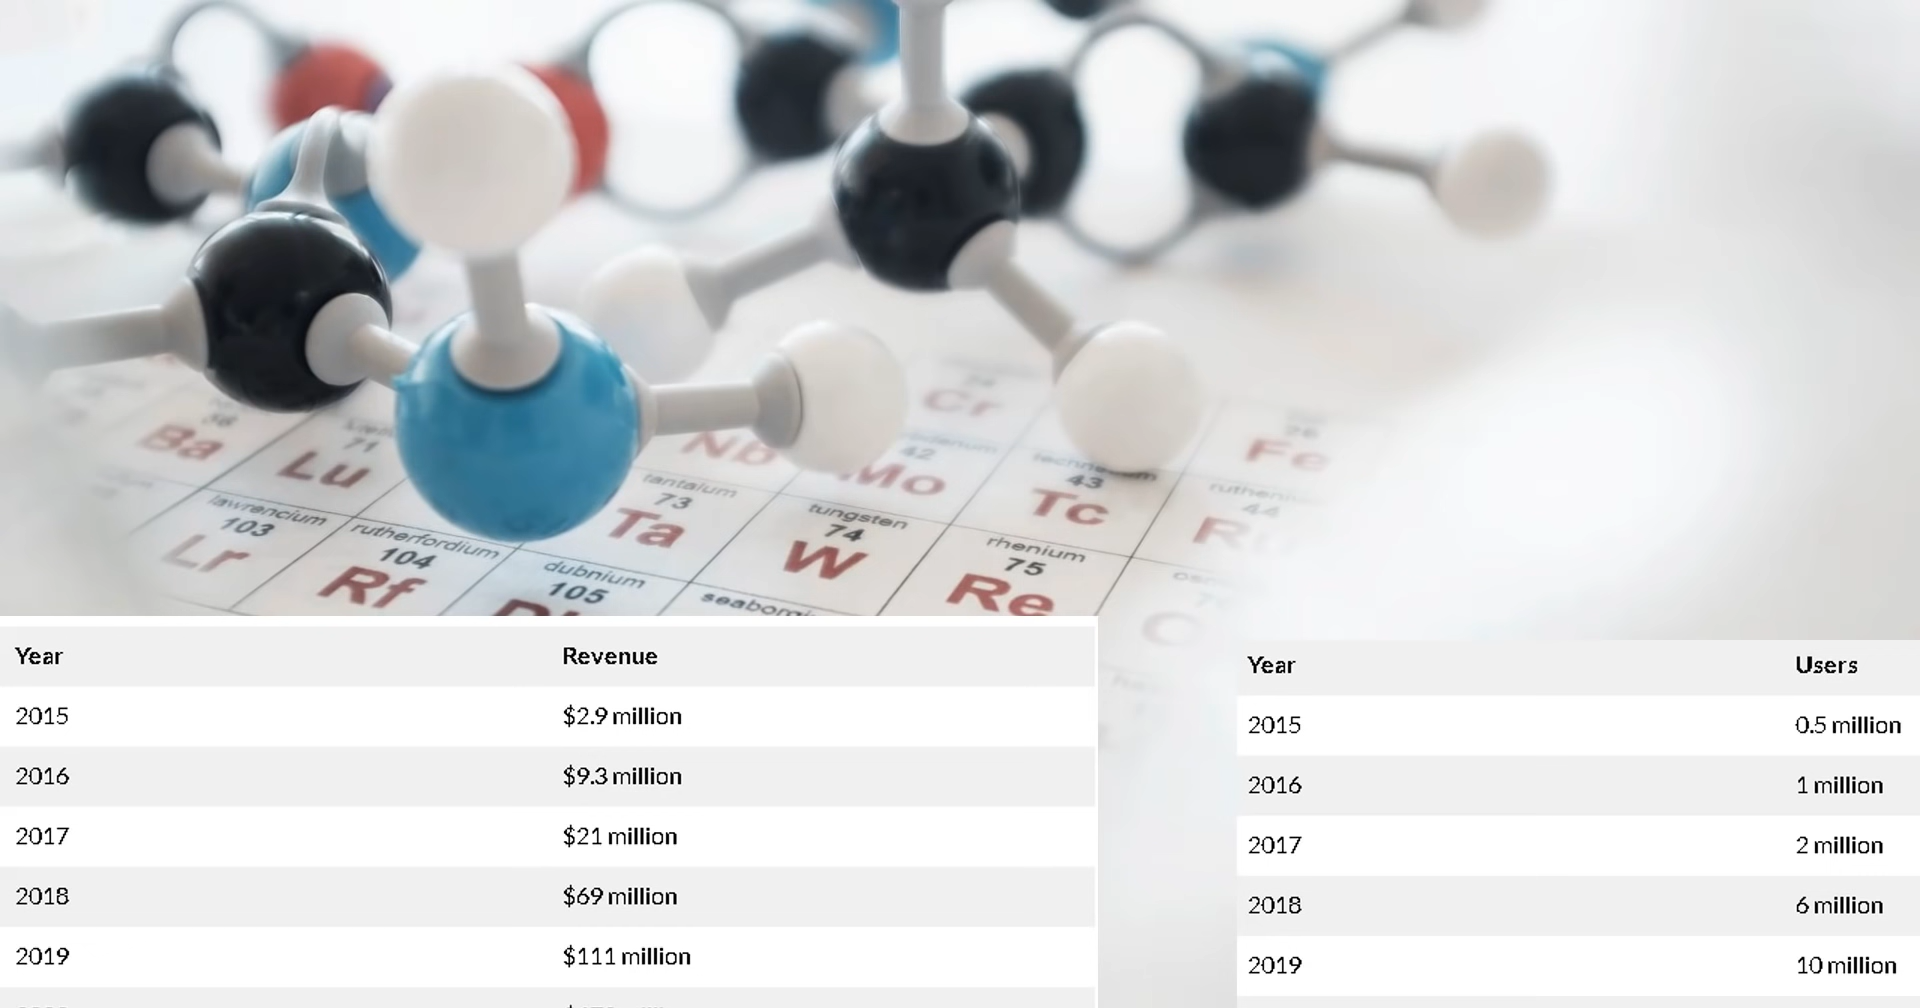 Cr
26
Fe
56
Ba
71
Lu
Nb
42
Mo
43
Tc
44
lawrencium
103
Lr
rutherfordium
104
Rf
dubnium
105
tantalum
73
Ta
tungsten
74
W
rhenium
75
Re
Year Revenue
2015 $2.9 million
2016 $9.3 million
2017 $21 million
2018 $69 million
2019 $111 million
Year Users
2015 0.5 million
2016 1 million
2017 2 million
2018 6 million
2019 10 million